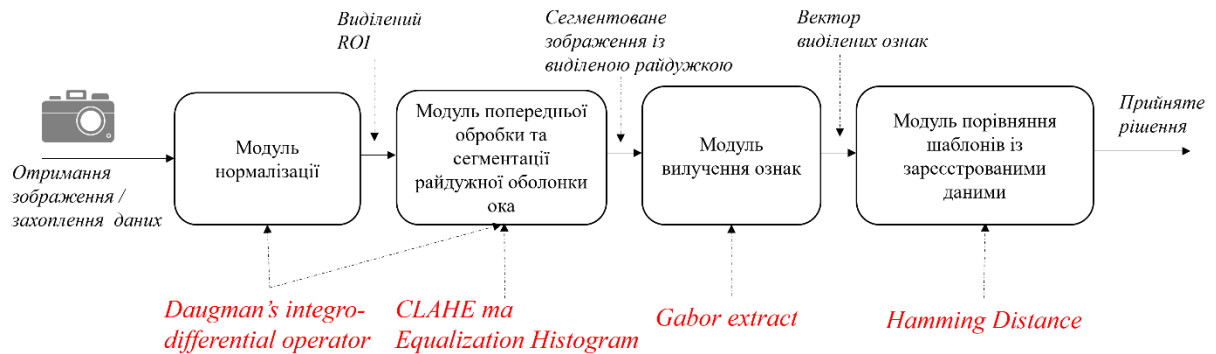 Отримання
зображення /
захоплення даних
Модуль
нормалізації
Виділений
ROI
Модуль попередньої
обробки та
сегментації
райдужної оболонки
ока
Сегментоване
зображення із
виділеною райдужкою
Модуль
вилучення ознак
Вектор
виділених ознак
Модуль порівняння
шаблонів із
зареєстрованими
даними
Прийняте
рішення
Daugman’s integro-
differential operator
CLAHE та
Equalization Histogram
Gabor extract
Hamming Distance